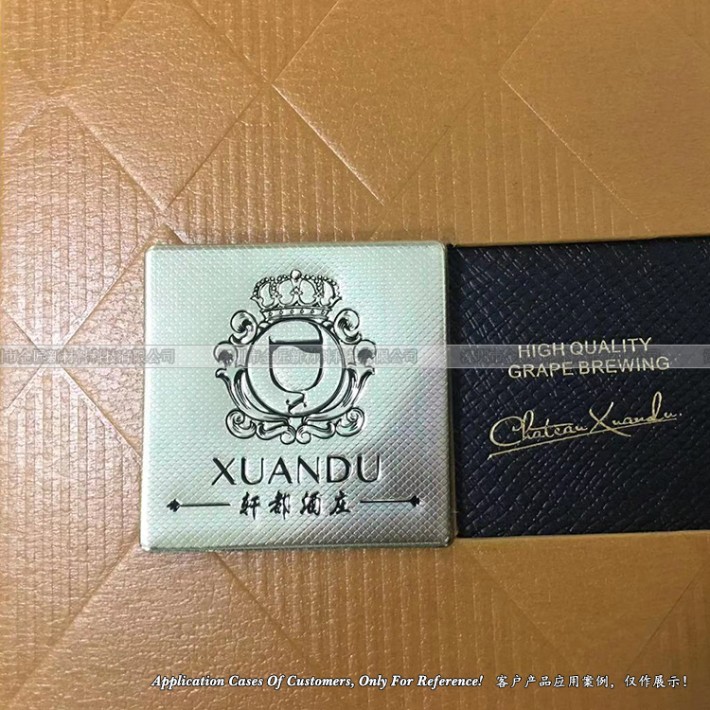 XUANDU
轩都酒庄
HIGH QUALITY
GRAPE BREWING
Chateau Xuandu.
Application Cases Of Customers, Only For Reference! 客户产品应用案例，仅作展示！